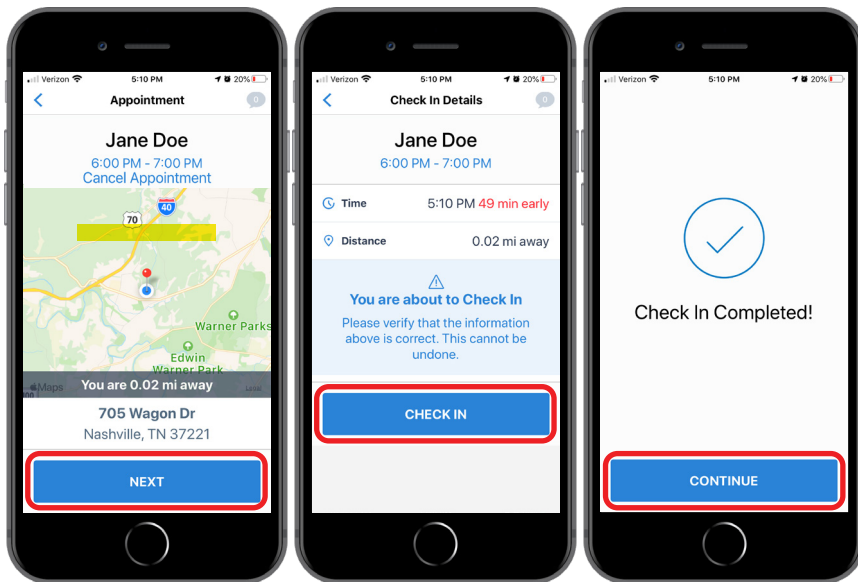 Verizon 5:10 PM 20%
Appointment 0
Jane Doe
6:00 PM - 7:00 PM
Cancel Appointment
40
70
Warner Parks
Edwin
Warner Park
Maps
You are 0.02 mi away
Legal
705 Wagon Dr
Nashville, TN 37221
NEXT
Verizon 5:10 PM 20%
Check In Details 0
Jane Doe
6:00 PM - 7:00 PM
Time 5:10 PM 49 min early
Distance 0.02 mi away
You are about to Check In
Please verify that the information
above is correct. This cannot be
undone.
CHECK IN
Verizon 5:10 PM 20%
Check In Completed!
CONTINUE